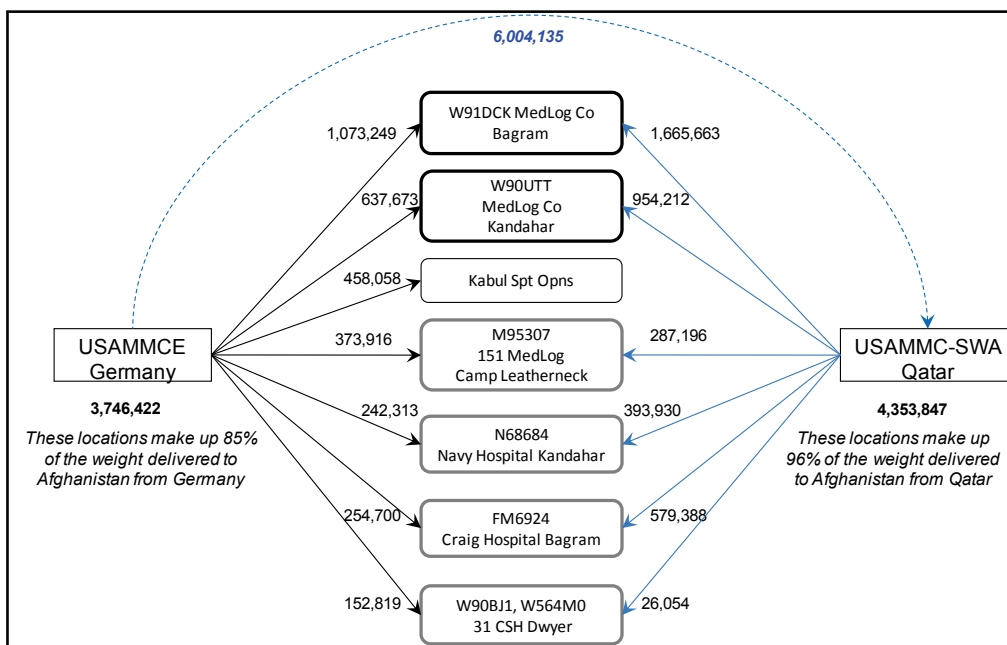 6,004,135
W91DCK MedLog Co
Bagram
1,073,249
1,665,663
W90UTT
MedLog Co
Kandahar
637,673
954,212
Kabul Spt Opns
458,058
USAMMCE
Germany
3,746,422
These locations make up 85%
of the weight delivered to
Afghanistan from Germany
M95307
151 MedLog
Camp Leatherneck
373,916
287,196
USAMMC-SWA
Qatar
4,353,847
These locations make up
96% of the weight delivered
to Afghanistan from Qatar
242,313
N68684
Navy Hospital Kandahar
393,930
254,700
FM6924
Craig Hospital Bagram
579,388
152,819
W90BJ1, W564M0
31 CSH Dwyer
26,054